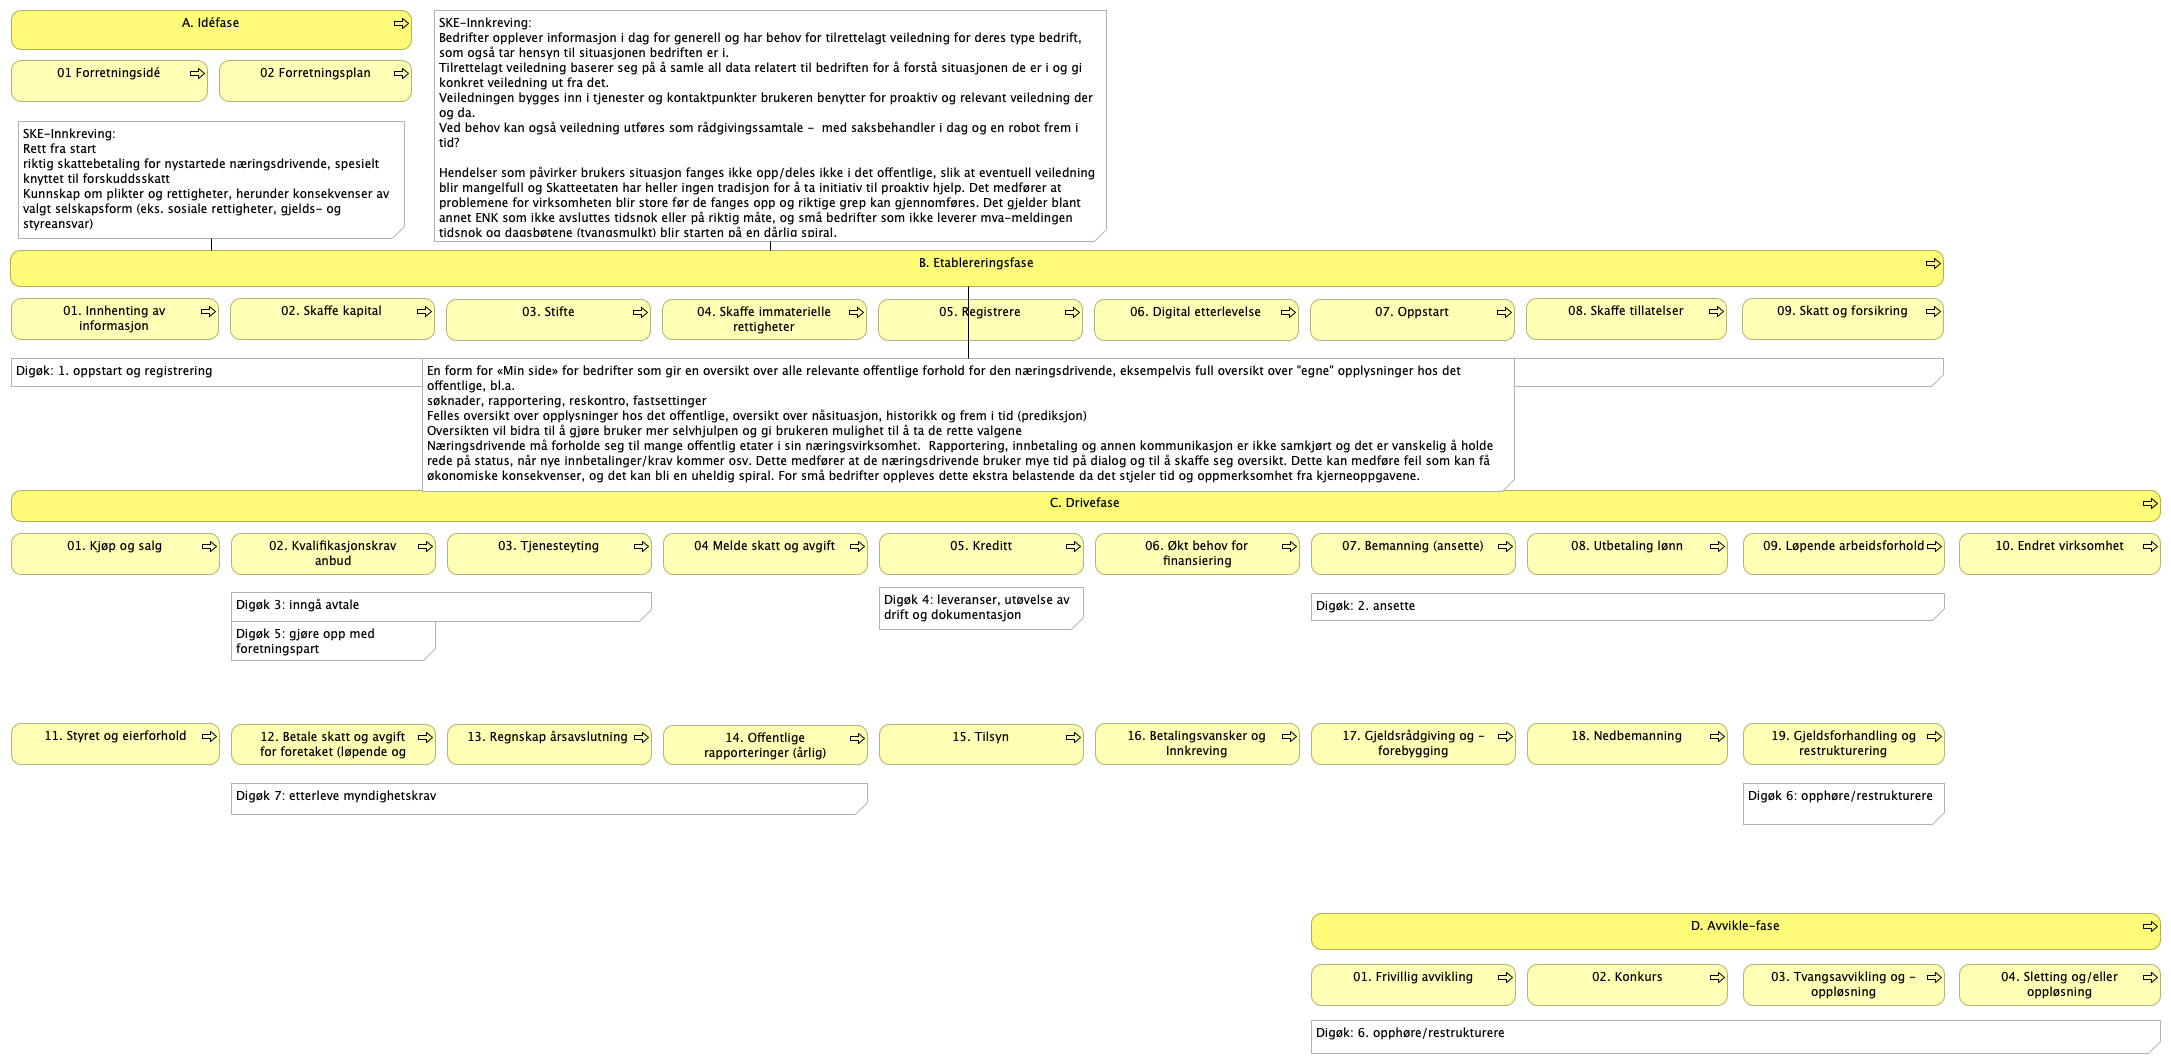 A. Idéfase
01 Forretningsidé
02 Forretningsplan
SKE-Innkreving:
Rett fra start
riktig skattebetaling for nystartede næringsdrivende, spesielt
knyttet til forskuddsskatt
Kunnskap om plikter og rettigheter, herunder konsekvenser av
valgt selskapsform (eks. sosiale rettigheter, gjelds- og
styreansvar)
SKE-Innkreving:
Bedrifter opplever informasjon i dag for generell og har behov for tilrettelagt veiledning for deres type bedrift,
som også tar hensyn til situasjonen bedriften er i.
Tilrettelagt veiledning baserer seg på å samle all data relatert til bedriften for å forstå situasjonen de er i og gi
konkret veiledning ut fra det.
Veiledningen bygges inn i tjenester og kontaktpunkter brukeren benytter for proaktiv og relevant veiledning der
og da.
Ved behov kan også veiledning utføres som rådgivingssamtale -  med saksbehandler i dag og en robot frem i
tid?
Hendelser som påvirker brukers situasjon fanges ikke opp/deles ikke i det offentlige, slik at eventuell veiledning
blir mangelfull og Skatteetaten har heller ingen tradisjon for å ta initiativ til proaktiv hjelp. Det medfører at
problemene for virksomheten blir store før de fanges opp og riktige grep kan gjennomføres. Det gjelder blant
annet ENK som ikke avsluttes tidsnok eller på riktig måte, og små bedrifter som ikke leverer mva-meldingen
tidsnok og dagsbøtene (tvangsmulkt) blir starten på en dårlig spiral.
B. Etablereringsfase
01. Innhenting av
informasjon
02. Skaffe kapital
03. Stifte
04. Skaffe immaterielle
rettigheter
05. Registrere
06. Digital etterlevelse
07. Oppstart
08. Skaffe tillatelser
09. Skatt og forsikring
Digøk: 1. oppstart og registrering
En form for «Min side» for bedrifter som gir en oversikt over alle relevante offentlige forhold for den næringsdrivende, eksempelvis full oversikt over "egne" opplysninger hos det
offentlige, bl.a.
søknader, rapportering, reskontro, fastsettinger
Felles oversikt over opplysninger hos det offentlige, oversikt over nåsituasjon, historikk og frem i tid (prediksjon)
Oversikten vil bidra til å gjøre bruker mer selvhjulpen og gi brukeren mulighet til å ta de rette valgene
Næringsdrivende må forholde seg til mange offentlig etater i sin næringsvirksomhet.  Rapportering, innbetaling og annen kommunikasjon er ikke samkjørt og det er vanskelig å holde
rede på status, når nye innbetalinger/krav kommer osv. Dette medfører at de næringsdrivende bruker mye tid på dialog og til å skaffe seg oversikt. Dette kan medføre feil som kan få
økonomiske konsekvenser, og det kan bli en uheldig spiral. For små bedrifter oppleves dette ekstra belastende da det stjeler tid og oppmerksomhet fra kjerneoppgavene.
C. Drivefase
01. Kjøp og salg
02. Kvalifikasjonskrav
anbud
03. Tjenesteyting
04 Melde skatt og avgift
05. Kreditt
06. Økt behov for
finansiering
07. Bemanning (ansette)
08. Utbetaling lønn
09. Løpende arbeidsforhold
10. Endret virksomhet
Digøk 3: inngå avtale
Digøk 5: gjøre opp med
foretningspart
Digøk 4: leveranser, utøvelse av
drift og dokumentasjon
Digøk: 2. ansette
11. Styret og eierforhold
12. Betale skatt og avgift
for foretaket (løpende og
13. Regnskap årsavslutning
14. Offentlige
rapporteringer (årlig)
15. Tilsyn
16. Betalingsvansker og
Innkreving
17. Gjeldsrådgiving og -
forebygging
18. Nedbemanning
19. Gjeldsforhandling og
restrukturering
Digøk 7: etterleve myndighetskrav
Digøk 6: opphøre/restrukturere
D. Avvikle-fase
01. Frivillig avvikling
02. Konkurs
03. Tvangsavvikling og -
oppløsning
04. Sletting og/eller
oppløsning
Digøk: 6. opphøre/restrukturere